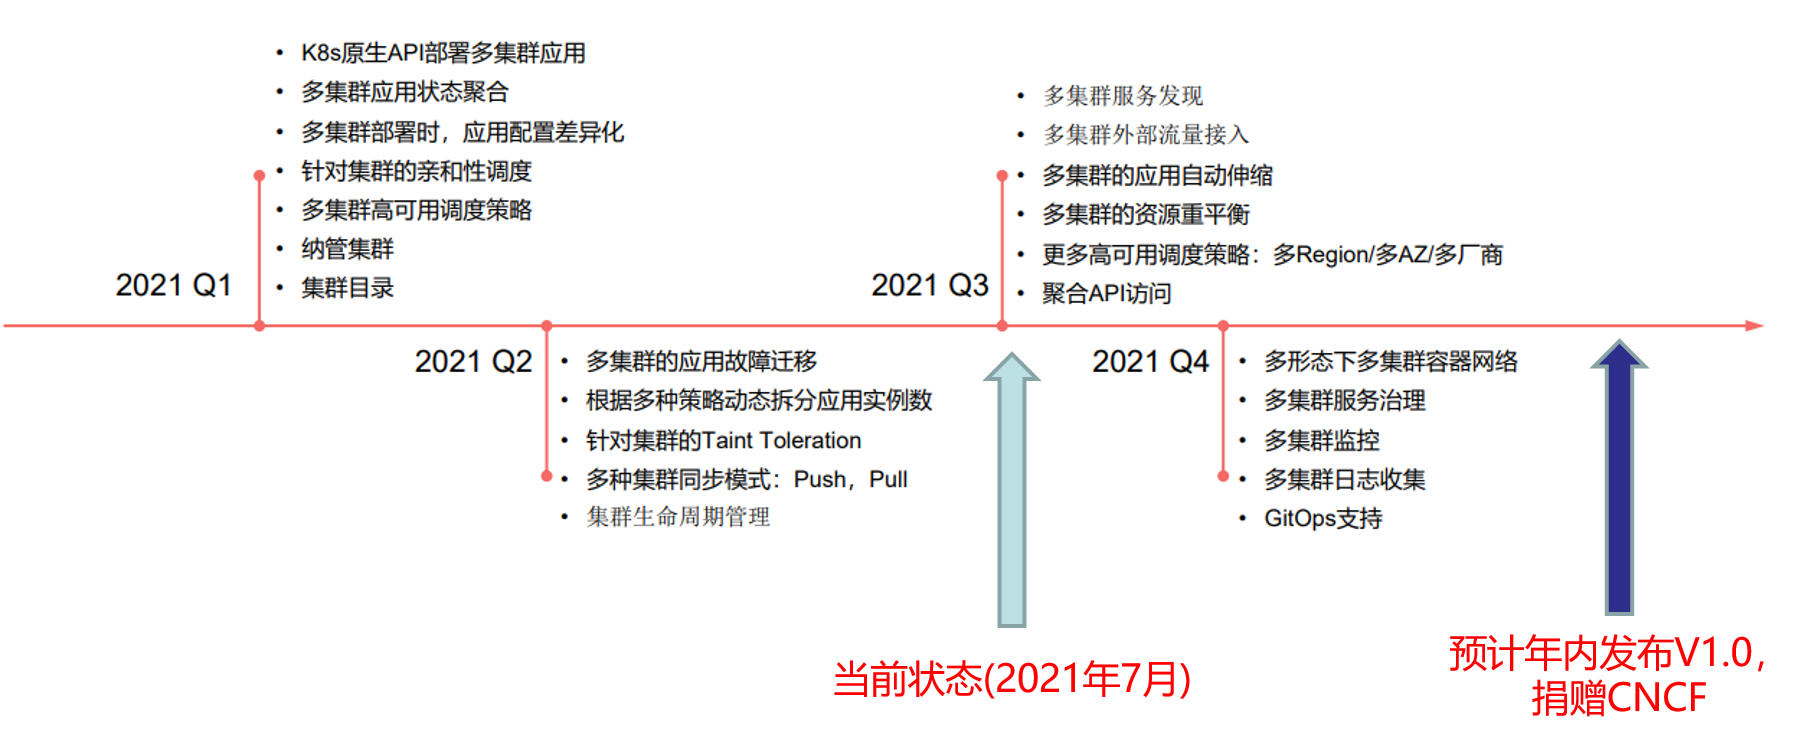 2021 Q1
• K8s原生API部署多集群应用
• 多集群应用状态聚合
• 多集群部署时，应用配置差异化
• 针对集群的亲和性调度
• 多集群高可用调度策略
• 纳管集群
• 集群目录
2021 Q2
• 多集群的应用故障迁移
• 根据多种策略动态拆分应用实例数
• 针对集群的Taint Toleration
• 多种集群同步模式：Push，Pull
• 集群生命周期管理
2021 Q3
• 多集群服务发现
• 多集群外部流量接入
• 多集群的应用自动伸缩
• 多集群的资源重平衡
• 更多高可用调度策略：多Region/多AZ/多厂商
• 聚合API访问
2021 Q4
• 多形态下多集群容器网络
• 多集群服务治理
• 多集群监控
• 多集群日志收集
• GitOps支持
当前状态(2021年7月)
预计年内发布V1.0，
捐赠CNCF